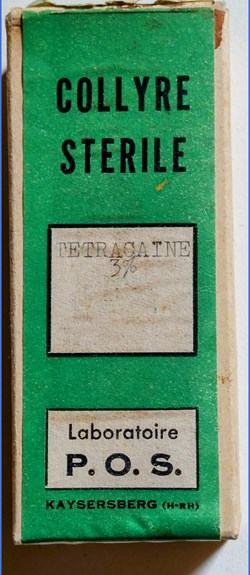 COLLYRE
STERILE
TETRACAINE
3%
Laboratoire
P.O.S.
KAYSERSBERG (H-RH)